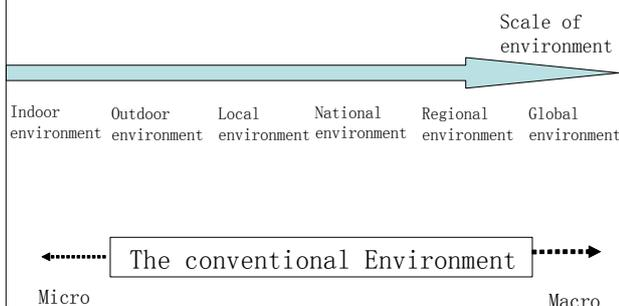 Scale of
environment
Indoor
environment
Outdoor
environment
Local
environment
National
environment
Regional
environment
Global
environment
The conventional Environment
Micro
Macro